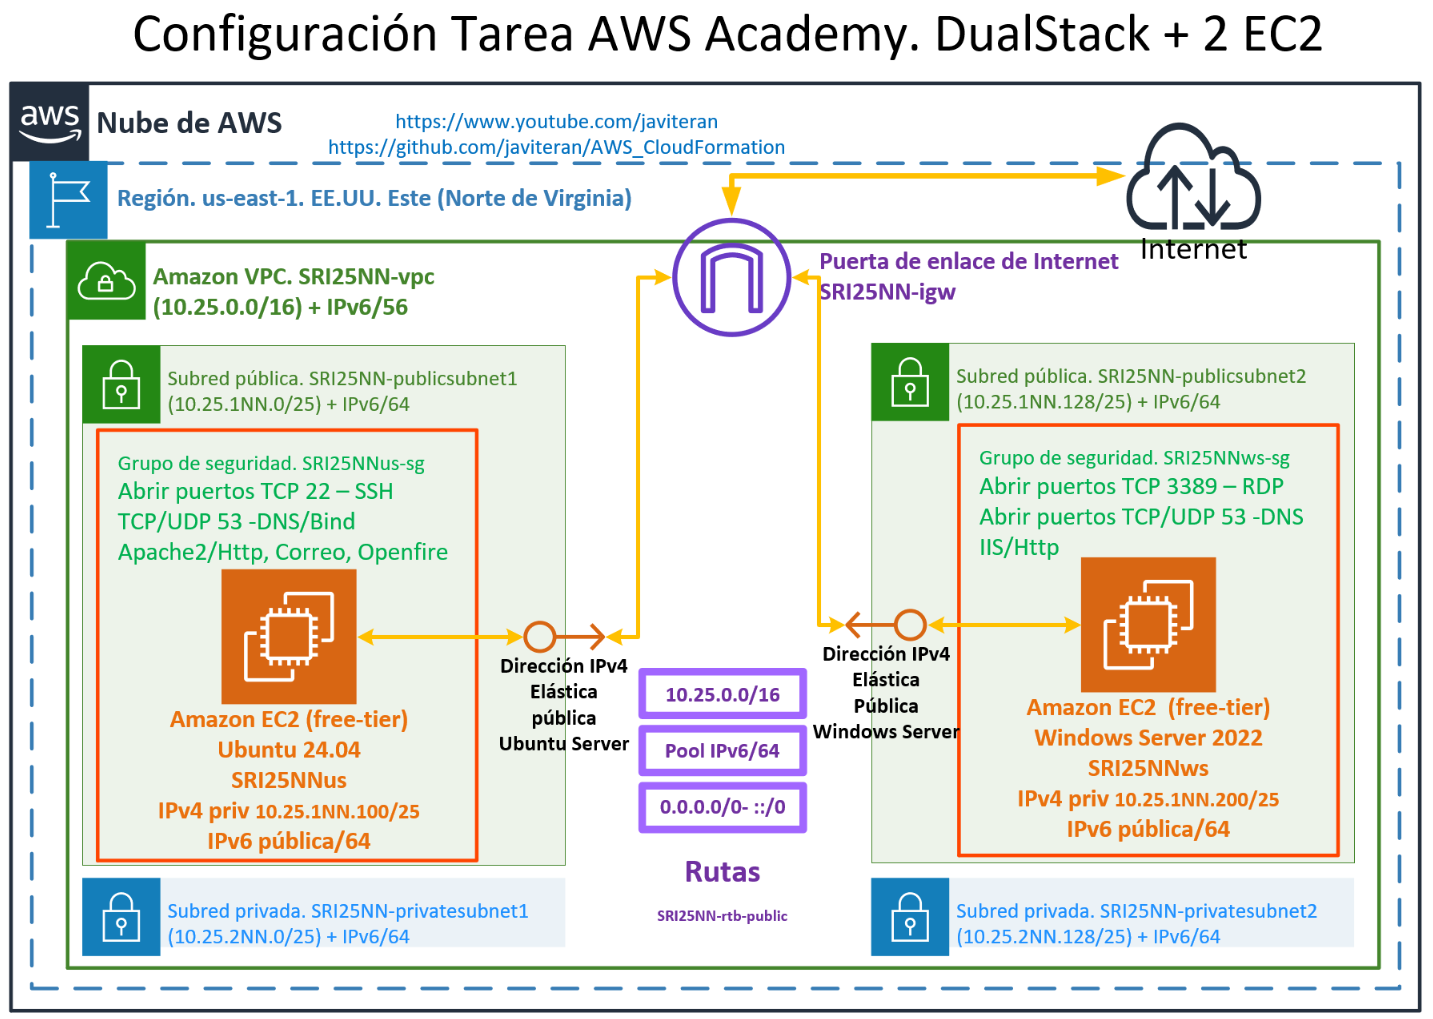 Configuración Tarea AWS Academy. DualStack + 2 EC2
aws
Nube de AWS
https://www.youtube.com/javiteran
https://github.com/javiteran/AWS_CloudFormation
Región. us-east-1. EE.UU. Este (Norte de Virginia)
Internet
Amazon VPC. SRI25NN-vpc
(10.25.0.0/16) + IPv6/56
Puerta de enlace de Internet
SRI25NN-igw
Subred pública. SRI25NN-publicsubnet1
(10.25.1NN.0/25) + IPv6/64
Grupo de seguridad. SRI25NNus-sg
Abrir puertos TCP 22 – SSH
TCP/UDP 53 -DNS/Bind
Apache2/Http, Correo, Openfire
Amazon EC2 (free-tier)
Ubuntu 24.04
SRI25NNus
IPv4 priv 10.25.1NN.100/25
IPv6 pública/64
Dirección IPv4
Elástica
pública
Ubuntu Server
10.25.0.0/16
Pool IPv6/64
0.0.0.0/0- ::/0
Rutas
SRI25NN-rtb-public
Subred pública. SRI25NN-publicsubnet2
(10.25.1NN.128/25) + IPv6/64
Grupo de seguridad. SRI25NNws-sg
Abrir puertos TCP 3389 – RDP
Abrir puertos TCP/UDP 53 -DNS
IIS/Http
Dirección IPv4
Elástica
Pública
Windows Server
Amazon EC2  (free-tier)
Windows Server 2022
SRI25NNws
IPv4 priv 10.25.1NN.200/25
IPv6 pública/64
Subred privada. SRI25NN-privatesubnet1
(10.25.2NN.0/25) + IPv6/64
Subred privada. SRI25NN-privatesubnet2
(10.25.2NN.128/25) + IPv6/64